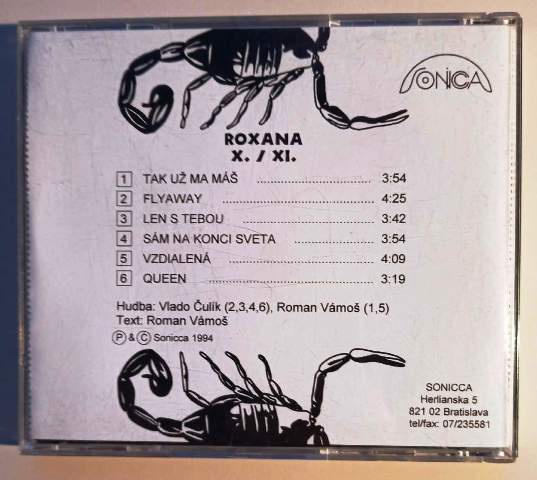 SONICCA
ROXANA
X. / XI.
1 TAK UŽ MA MÁŠ ........................ 3:54
2 FLYAWAY ........................ 4:25
3 LEN S TEBOU ........................ 3:42
4 SÁM NA KONCI SVETA ........................ 3:54
5 VZDIALENÁ ........................ 4:09
6 QUEEN ........................ 3:19
Hudba: Vlado Čulík (2,3,4,6), Roman Vámoš (1,5)
Text: Roman Vámoš
Ⓟ & Ⓒ Sonicca 1994
SONICCA
Herlianska 5
821 02 Bratislava
tel/fax: 07/235581